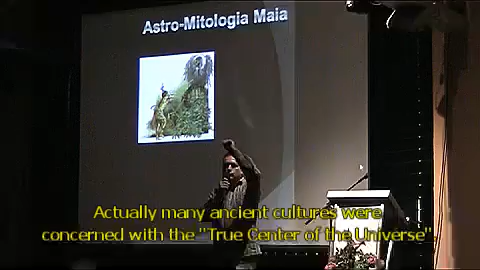 Astro-Mitologia Maia
Actually many ancient cultures were
concerned with the "True Center of the Universe".